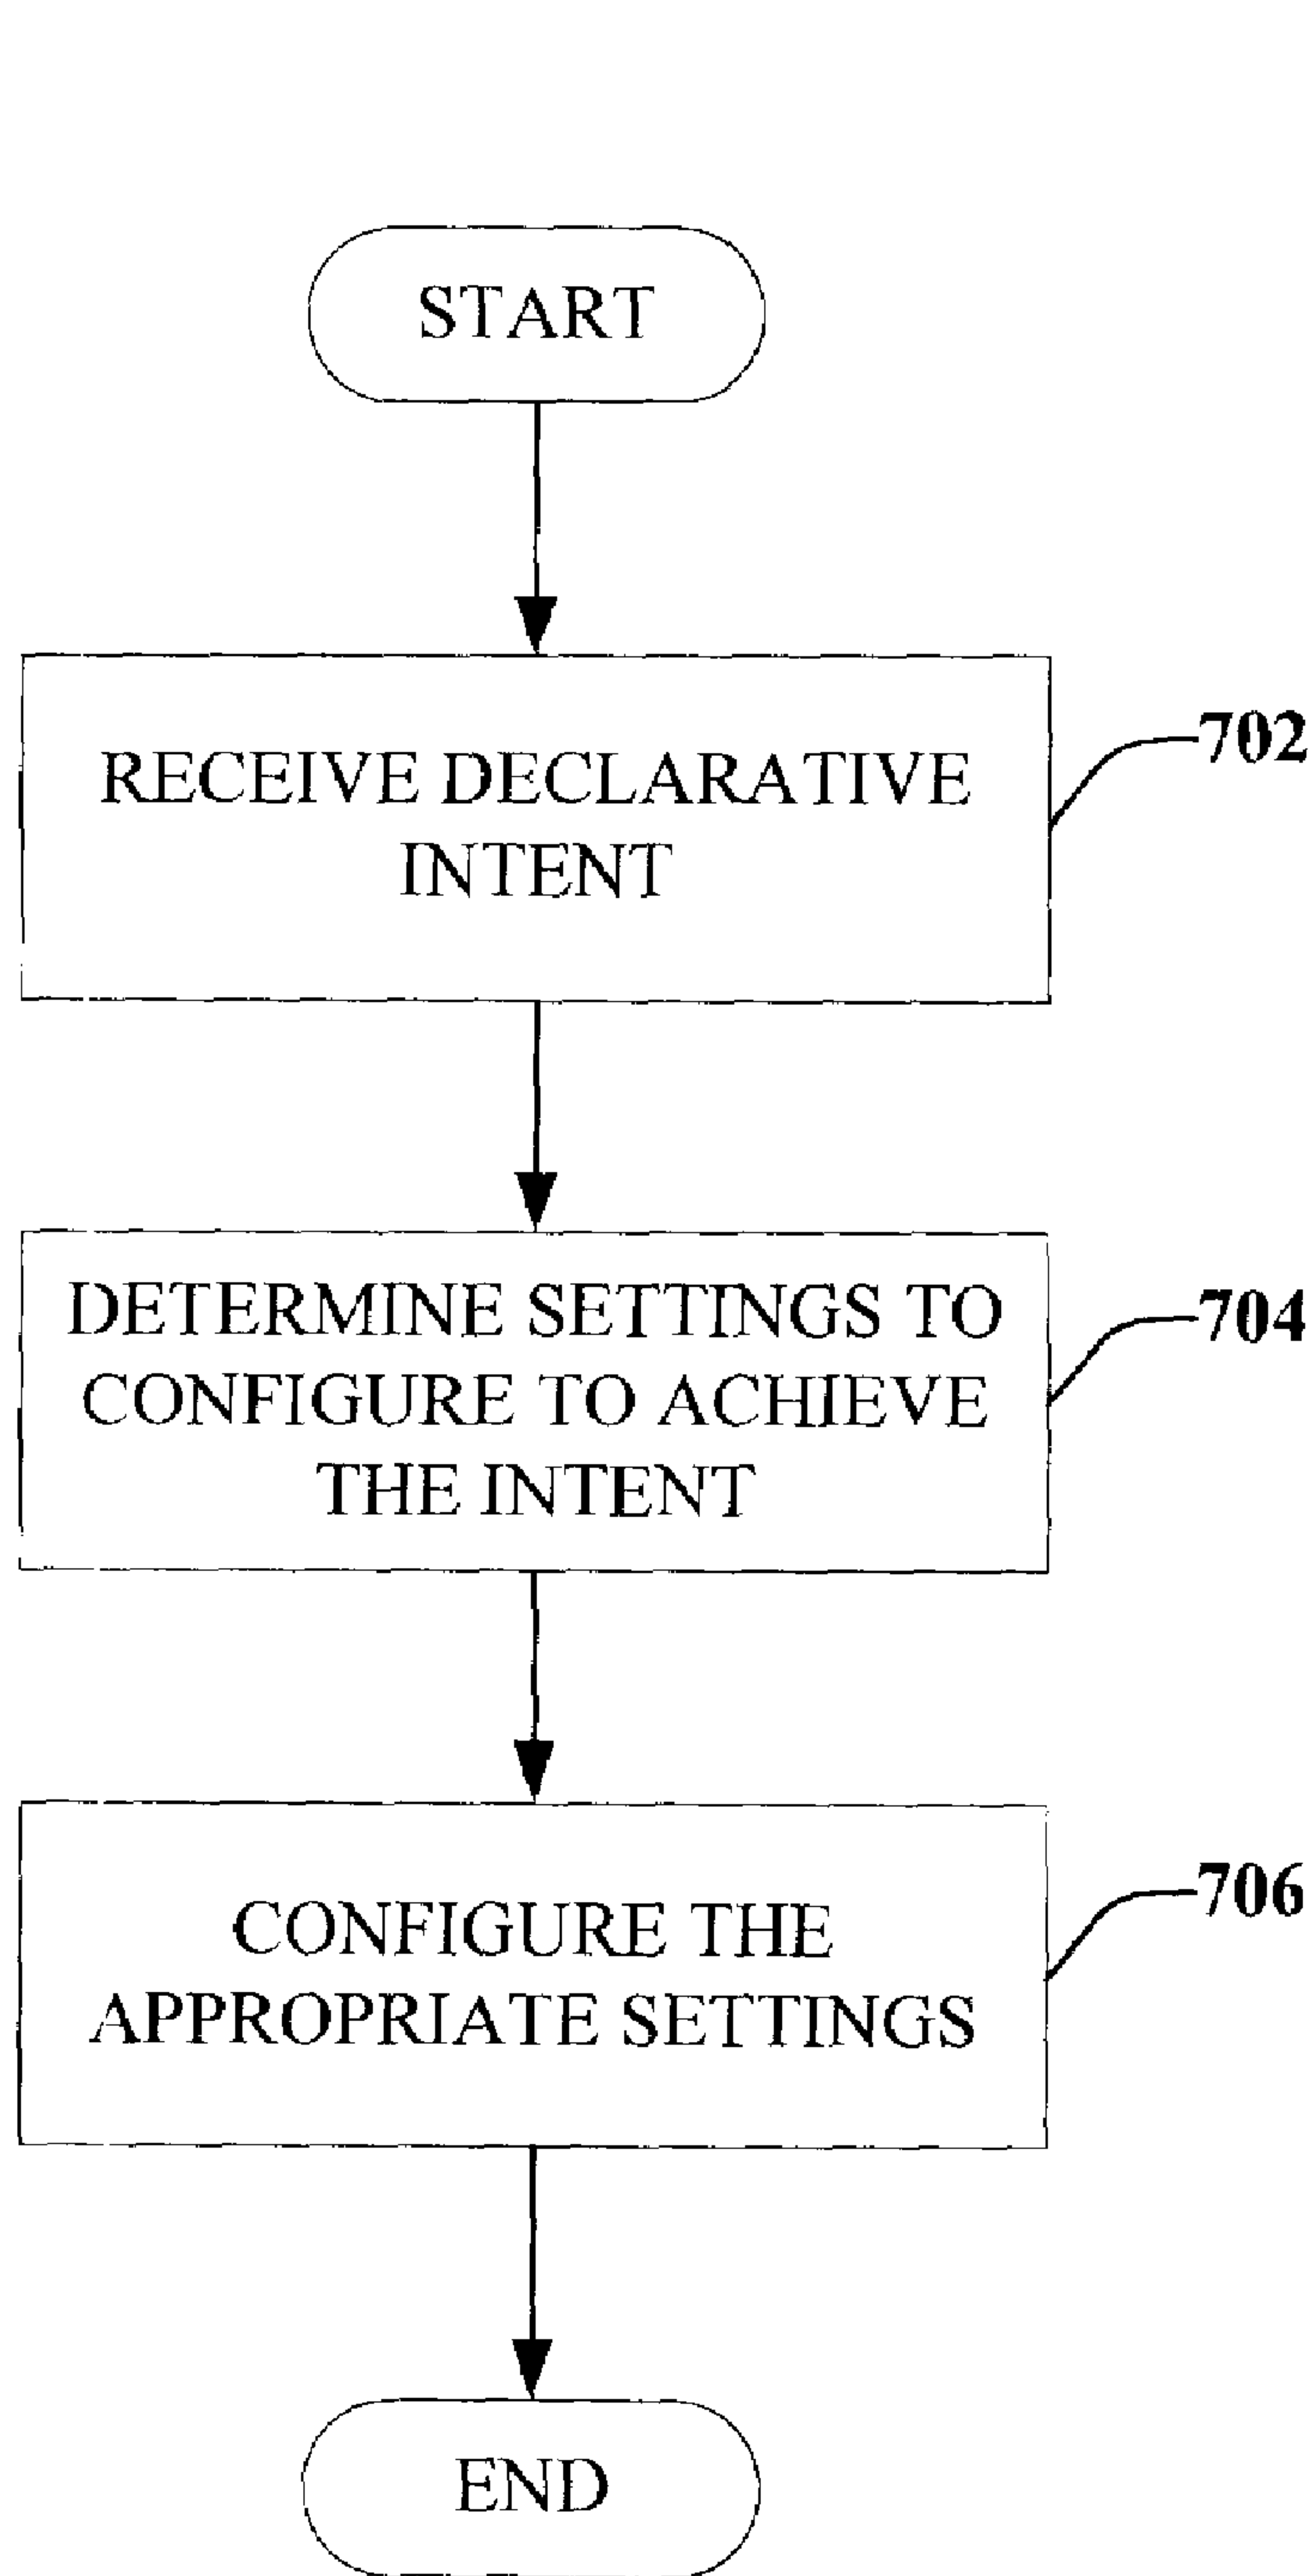 START
RECEIVE DECLARATIVE
INTENT
702
DETERMINE SETTINGS TO
CONFIGURE TO ACHIEVE
THE INTENT
704
CONFIGURE THE
APPROPRIATE SETTINGS
706
END